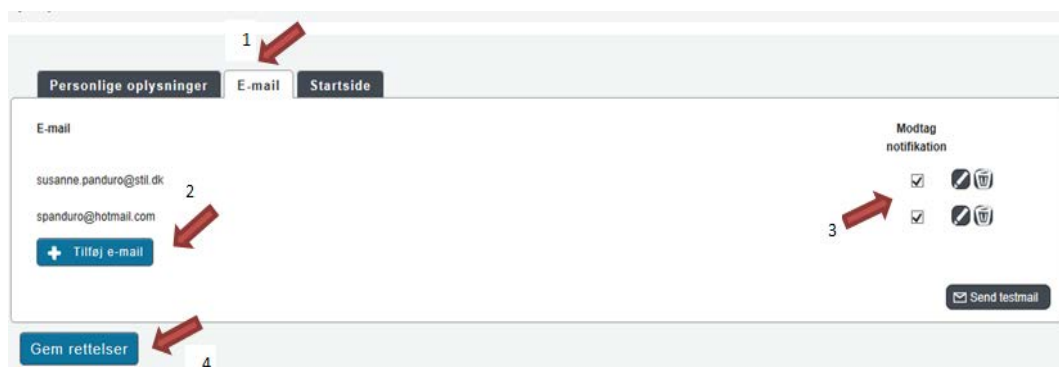 1
Personlige oplysninger E-mail Startside
E-mail
Modtag
notifikation
susanne.panduro@stil.dk
2
spanduro@hotmail.com
3
Tilføj e-mail
Send testmail
Gem rettelser
4